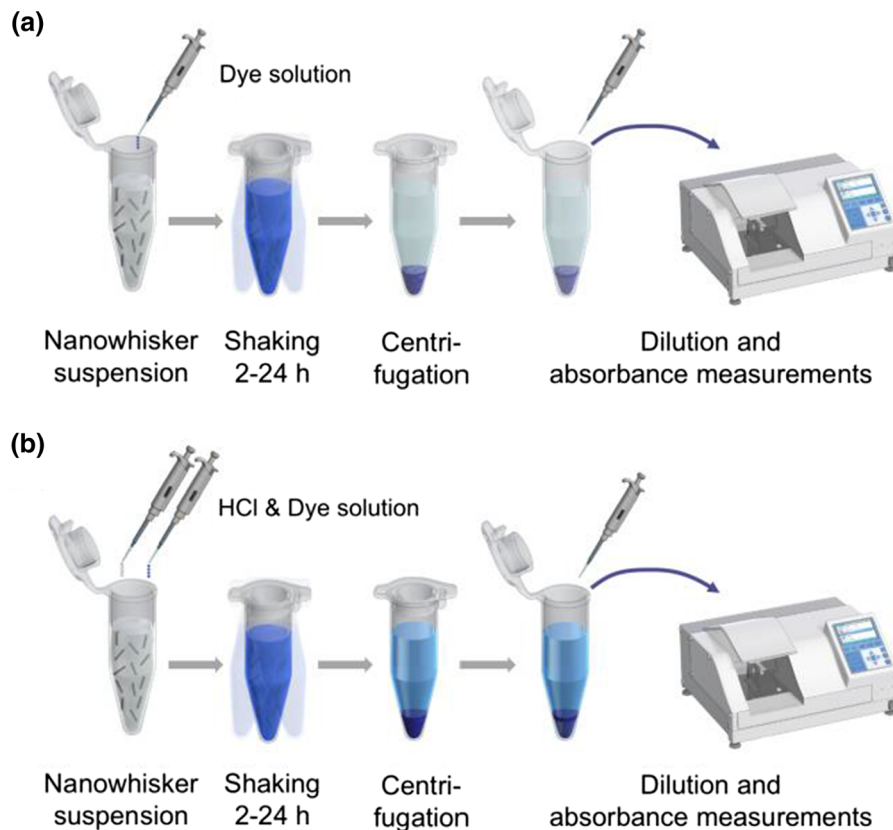 (a)
Dye solution
Nanowhisker
suspension
Shaking
2-24 h
Centri-
fugation
Dilution and
absorbance measurements
(b)
HCl & Dye solution
Nanowhisker
suspension
Shaking
2-24 h
Centri-
fugation
Dilution and
absorbance measurements